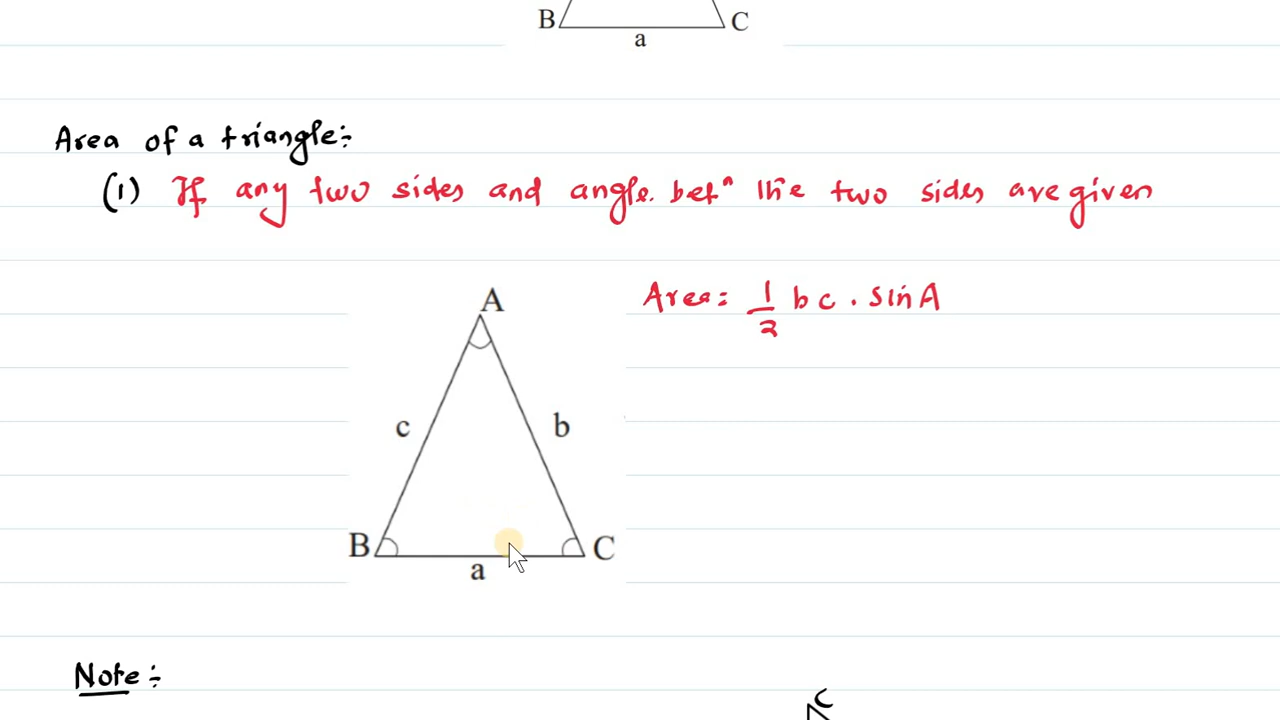 B C
a
Area of a triangle:-
(1) If any two sides and angle. betⁿ the two sides are given
A
Area = 1/2 bc . sin A
c b
B C
a
Note :-
C